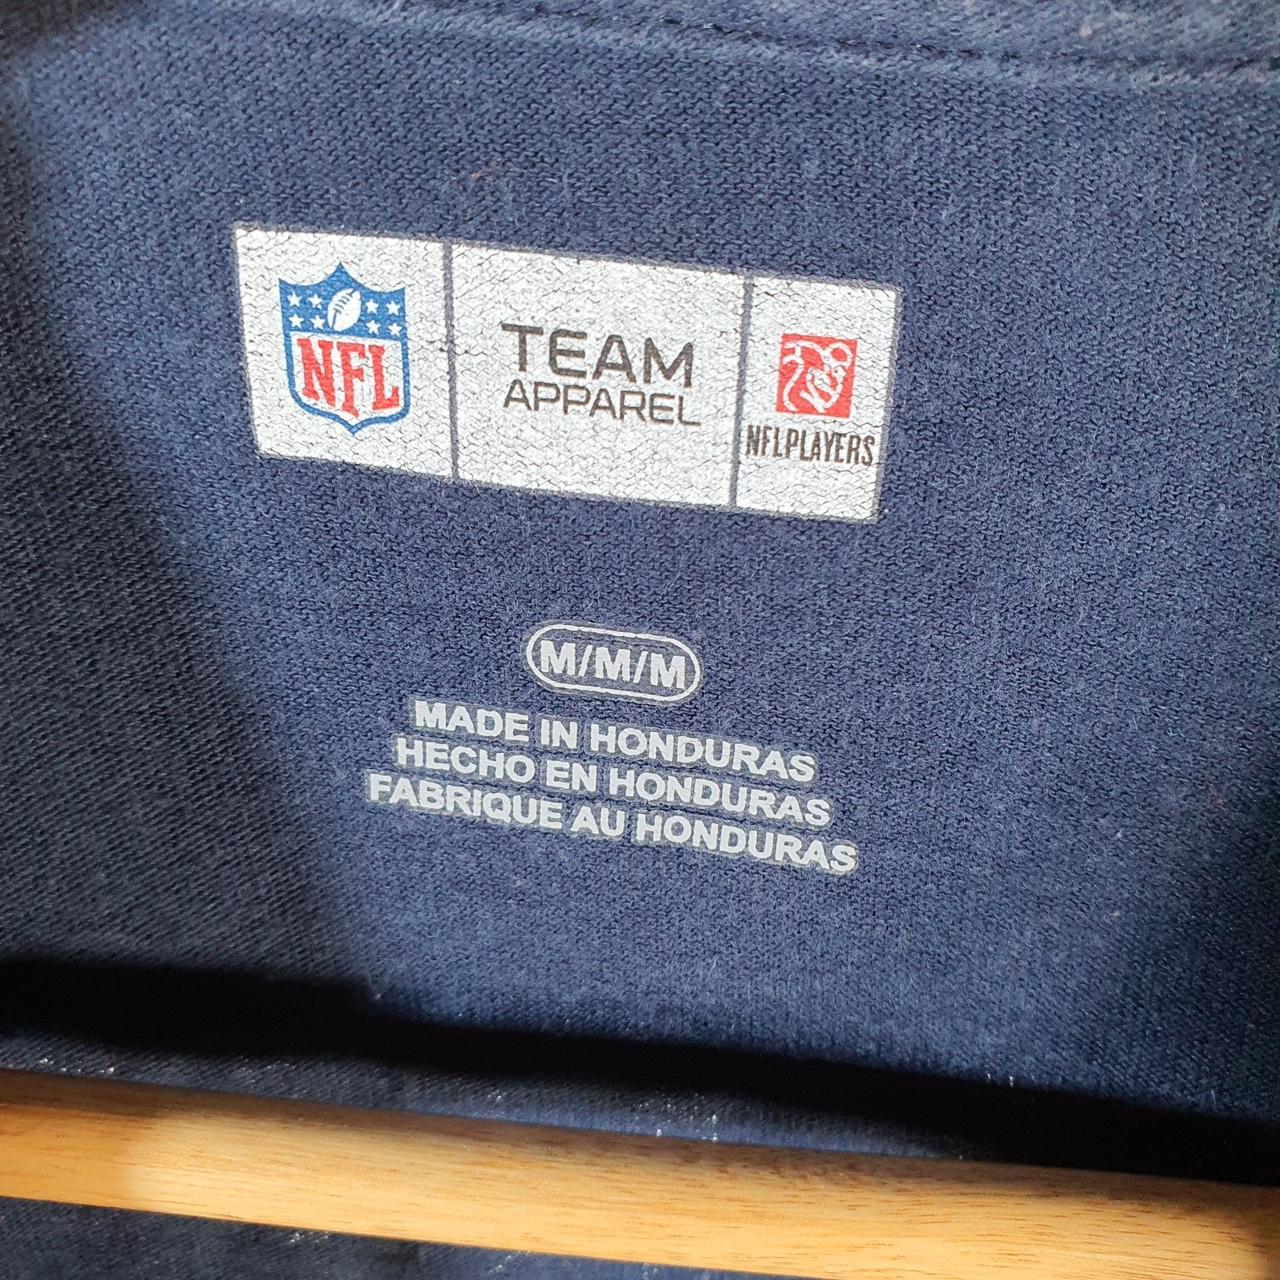 NFL
TEAM
APPAREL
NFLPLAYERS
M/M/M
MADE IN HONDURAS
HECHO EN HONDURAS
FABRIQUE AU HONDURAS